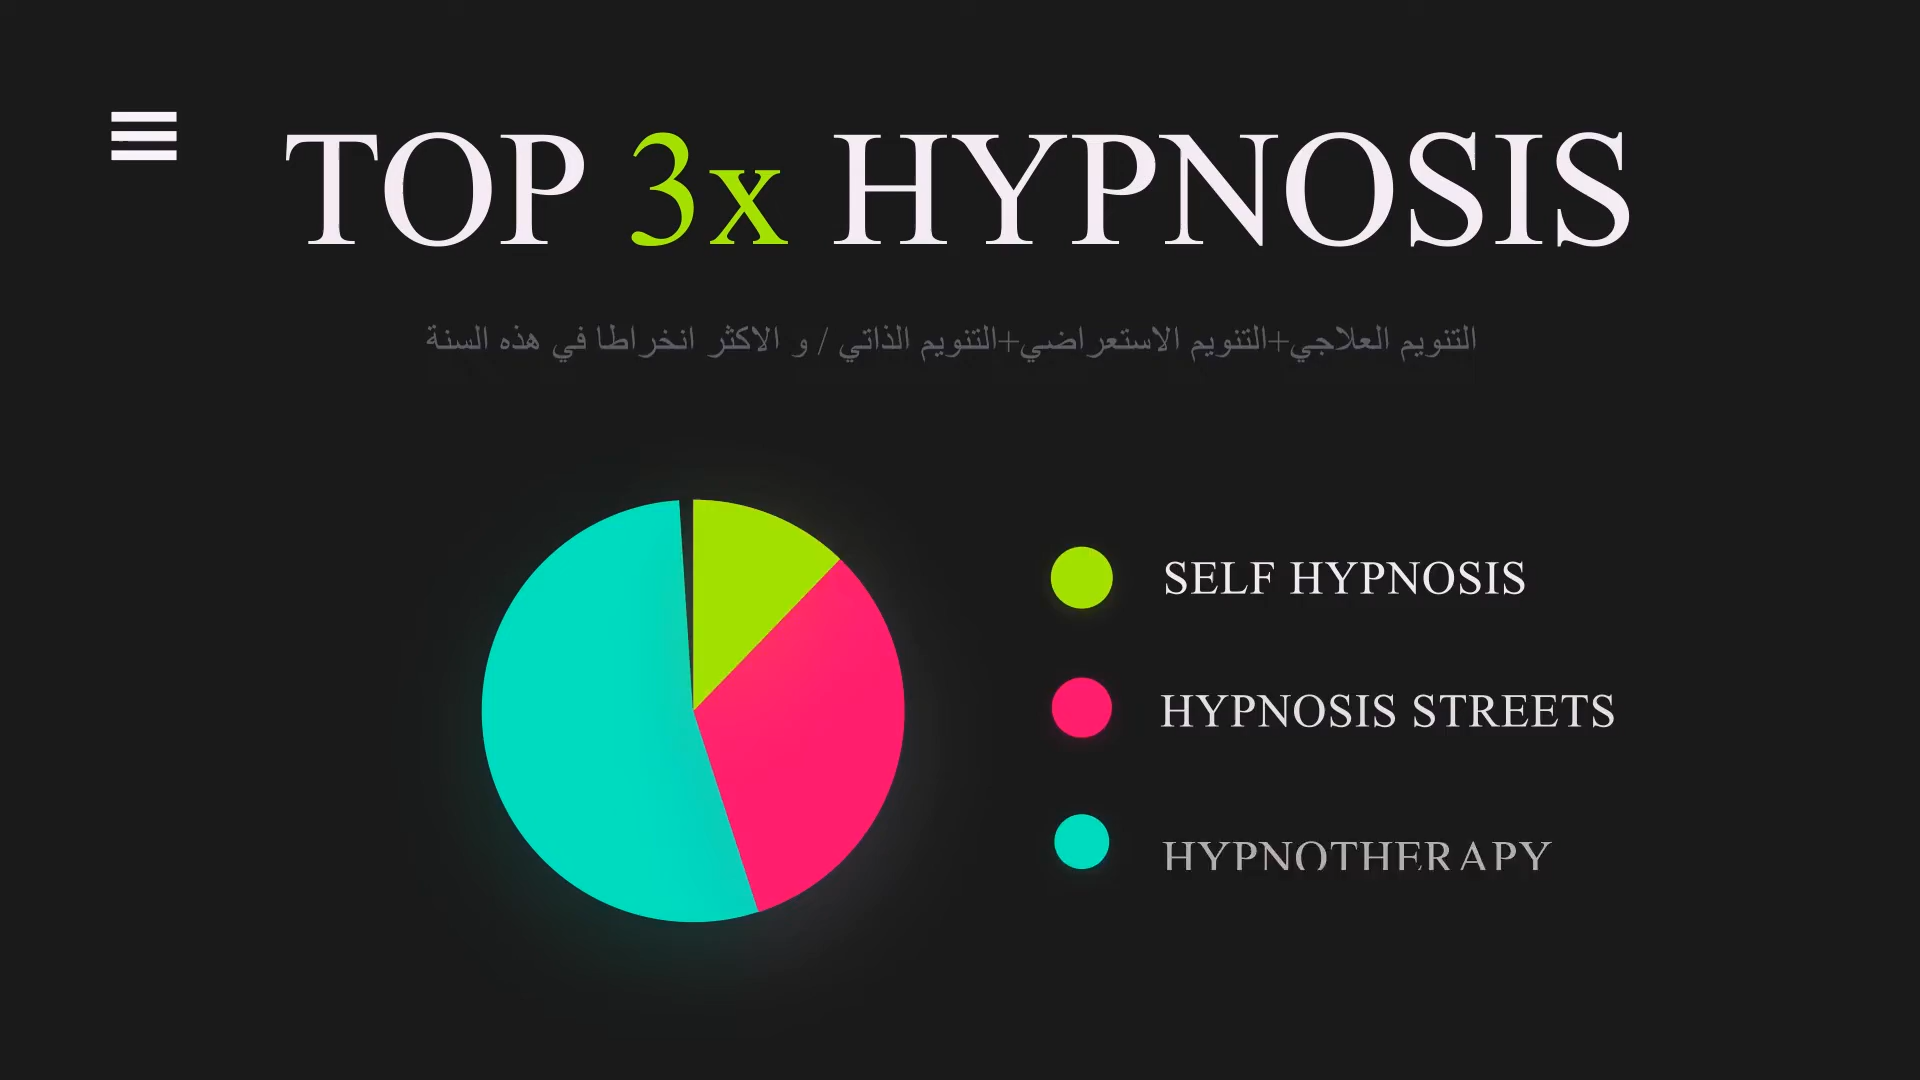 TOP 3x HYPNOSIS
التنويم العلاجي+التنويم الاستعراضي+التنويم الذاتي / و الاكثر انخراطا في هذه السنة
SELF HYPNOSIS
HYPNOSIS STREETS
HYPNOTHERAPY